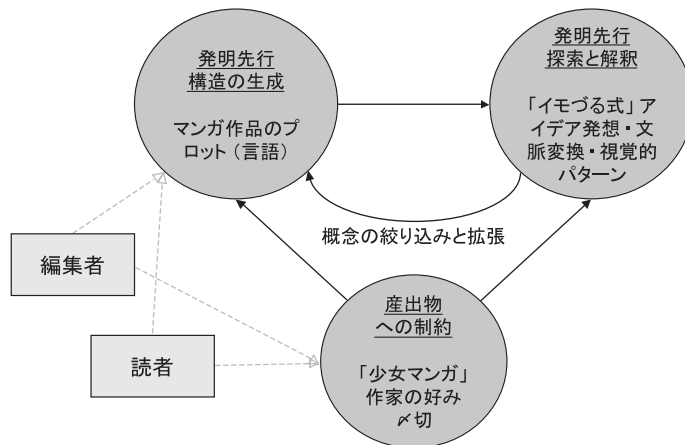 発明先行
構造の生成
マンガ作品のプ
ロット（言語）
発明先行
探索と解釈
「イモづる式」ア
イデア発想・文
脈変換・視覚的
パターン
概念の絞り込みと拡張
編集者
読者
産出物
への制約
「少女マンガ」
作家の好み
〆切